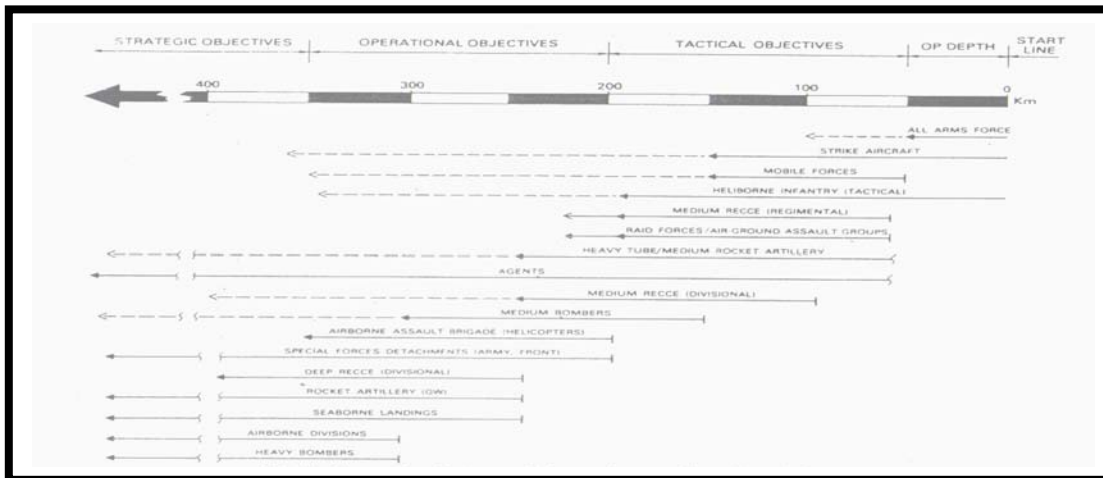 STRATEGIC OBJECTIVES OPERATIONAL OBJECTIVES TACTICAL OBJECTIVES OP DEPTH START LINE
400 300 200 100 0 Km
ALL ARMS FORCE
STRIKE AIRCRAFT
MOBILE FORCES
HELIBORNE INFANTRY (TACTICAL)
MEDIUM RECCE (REGIMENTAL)
RAID FORCES/AIR-GROUND ASSAULT GROUPS
HEAVY TUBE/MEDIUM ROCKET ARTILLERY
AGENTS
MEDIUM RECCE (DIVISIONAL)
MEDIUM BOMBERS
AIRBORNE ASSAULT BRIGADE (HELICOPTERS)
SPECIAL FORCES DETACHMENTS (ARMY, FRONT)
DEEP RECCE (DIVISIONAL)
ROCKET ARTILLERY (GW)
SEABORNE LANDINGS
AIRBORNE DIVISIONS
HEAVY BOMBERS